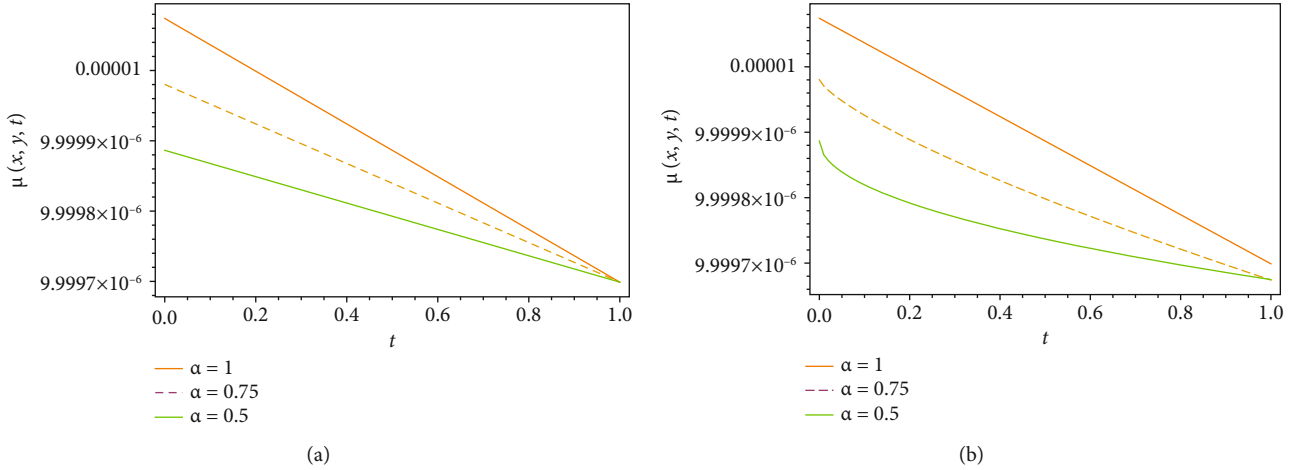 0.00001
9.9999×10⁻⁶
9.9998×10⁻⁶
9.9997×10⁻⁶
μ (x, y, t)
0.0 0.2 0.4 0.6 0.8 1.0
t
α = 1
α = 0.75
α = 0.5
(a)
0.00001
9.9999×10⁻⁶
9.9998×10⁻⁶
9.9997×10⁻⁶
μ (x, y, t)
0.0 0.2 0.4 0.6 0.8 1.0
t
α = 1
α = 0.75
α = 0.5
(b)